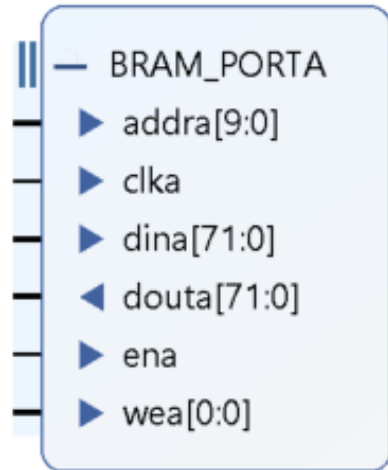 BRAM_PORTA
addra[9:0]
clka
dina[71:0]
douta[71:0]
ena
wea[0:0]